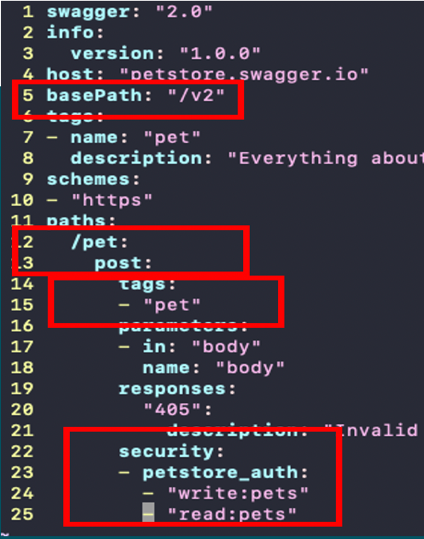 1 swagger: "2.0"
2 info:
3   version: "1.0.0"
4 host: "petstore.swagger.io"
5 basePath: "/v2"
6 tags:
7 - name: "pet"
8   description: "Everything about
9 schemes:
10 - "https"
11 paths:
12   /pet:
13     post:
14       tags:
15       - "pet"
16       parameters:
17       - in: "body"
18         name: "body"
19       responses:
20         "405":
21           description: "Invalid
22       security:
23       - petstore_auth:
24         - "write:pets"
25         - "read:pets"
~